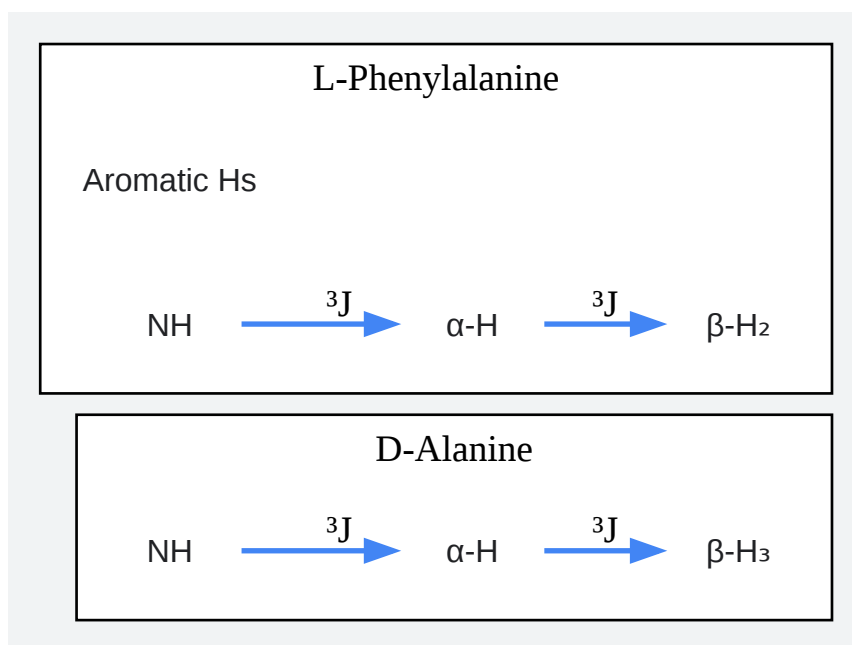 L-Phenylalanine
Aromatic Hs
³J ³J
NH α-H β-H₂
D-Alanine
³J ³J
NH α-H β-H₃